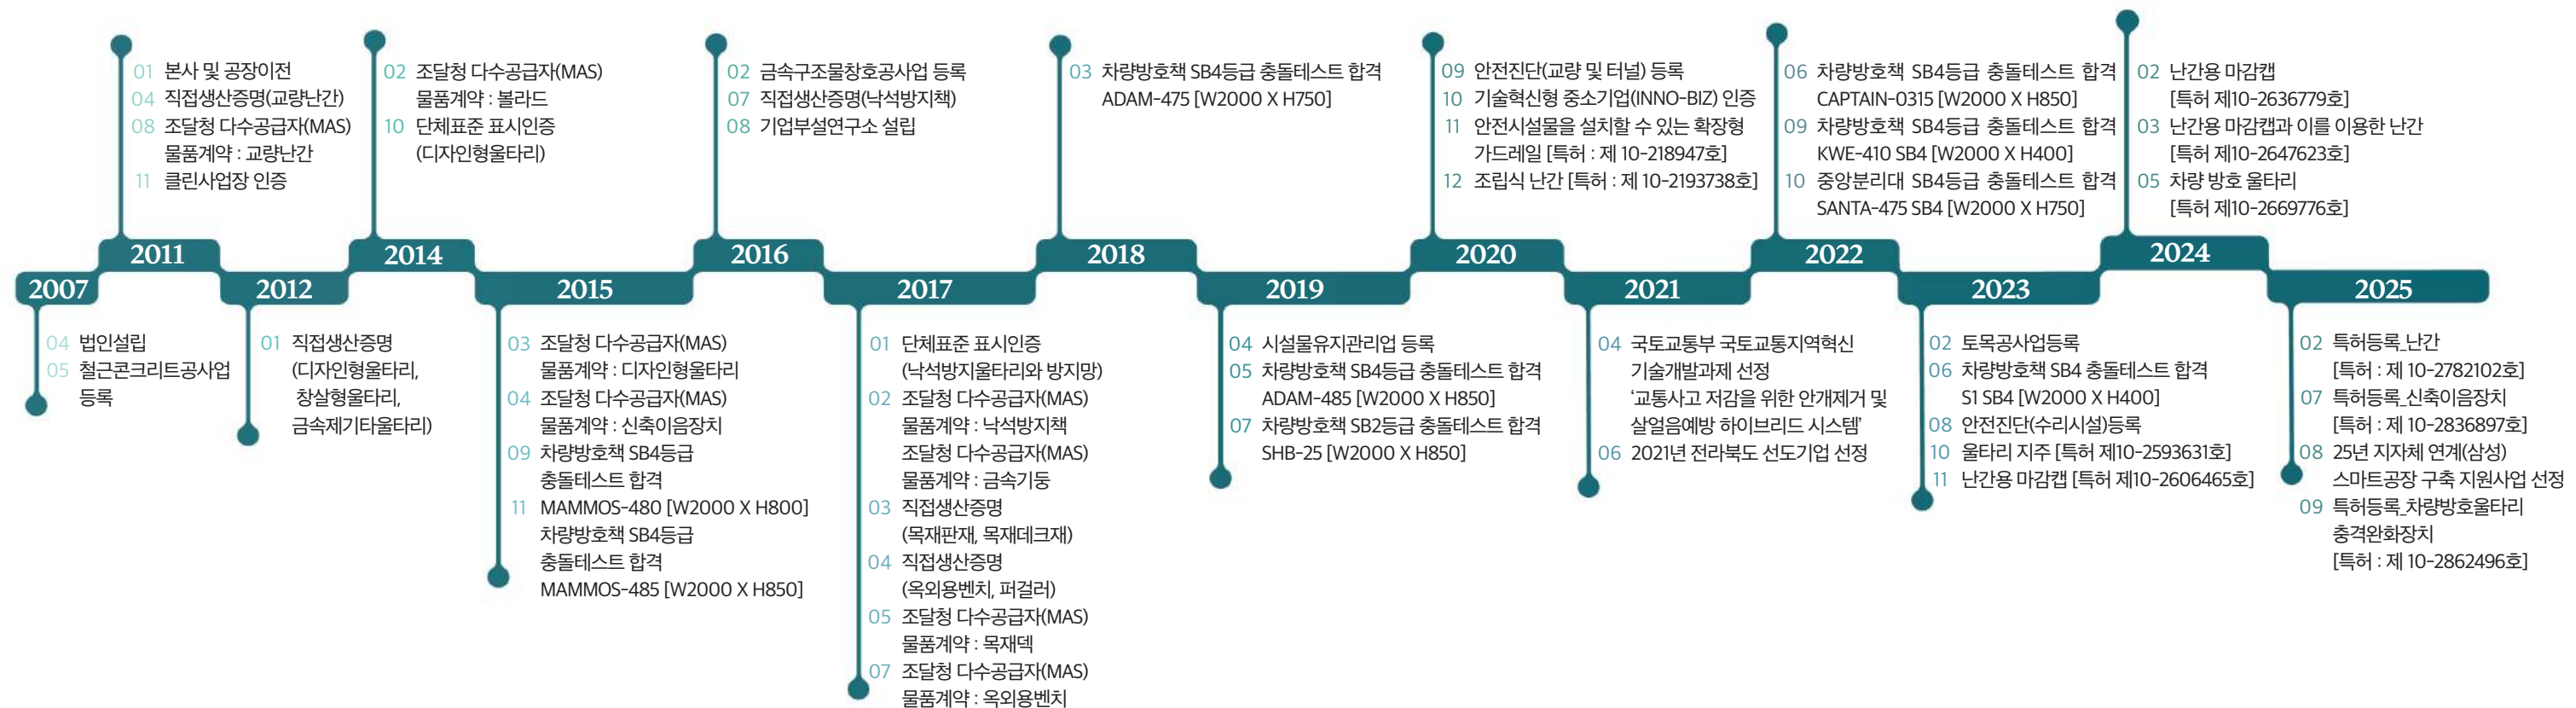 2007
04 법인설립
05 철근콘크리트공사업
등록
2011
01 본사 및 공장이전
04 직접생산증명(교량난간)
08 조달청 다수공급자(MAS)
물품계약 : 교량난간
11 클린사업장 인증
2012
01 직접생산증명
(디자인형울타리,
창살형울타리,
금속제기타울타리)
2014
02 조달청 다수공급자(MAS)
물품계약 : 볼라드
10 단체표준 표시인증
(디자인형울타리)
2015
03 조달청 다수공급자(MAS)
물품계약 : 디자인형울타리
04 조달청 다수공급자(MAS)
물품계약 : 신축이음장치
09 차량방호책 SB4등급
충돌테스트 합격
11 MAMMOS-480 [W2000 X H800]
차량방호책 SB4등급
충돌테스트 합격
MAMMOS-485 [W2000 X H850]
2016
02 금속구조물창호공사업 등록
07 직접생산증명(낙석방지책)
08 기업부설연구소 설립
2017
01 단체표준 표시인증
(낙석방지울타리와 방지망)
02 조달청 다수공급자(MAS)
물품계약 : 낙석방지책
조달청 다수공급자(MAS)
물품계약 : 금속기둥
03 직접생산증명
(목재판재, 목재데크재)
04 직접생산증명
(옥외용벤치, 퍼걸러)
05 조달청 다수공급자(MAS)
물품계약 : 목재덱
07 조달청 다수공급자(MAS)
물품계약 : 옥외용벤치
2018
03 차량방호책 SB4등급 충돌테스트 합격
ADAM-475 [W2000 X H750]
2019
04 시설물유지관리업 등록
05 차량방호책 SB4등급 충돌테스트 합격
ADAM-485 [W2000 X H850]
07 차량방호책 SB2등급 충돌테스트 합격
SHB-25 [W2000 X H850]
2020
09 안전진단(교량 및 터널) 등록
10 기술혁신형 중소기업(INNO-BIZ) 인증
11 안전시설물을 설치할 수 있는 확장형
가드레일 [특허 : 제 10-218947호]
12 조립식 난간 [특허 : 제 10-2193738호]
2021
04 국토교통부 국토교통지역혁신
기술개발과제 선정
‘교통사고 저감을 위한 안개제거 및
살얼음예방 하이브리드 시스템’
06 2021년 전라북도 선도기업 선정
2022
06 차량방호책 SB4등급 충돌테스트 합격
CAPTAIN-0315 [W2000 X H850]
09 차량방호책 SB4등급 충돌테스트 합격
KWE-410 SB4 [W2000 X H400]
10 중앙분리대 SB4등급 충돌테스트 합격
SANTA-475 SB4 [W2000 X H750]
2023
02 토목공사업등록
06 차량방호책 SB4 충돌테스트 합격
S1 SB4 [W2000 X H400]
08 안전진단(수리시설)등록
10 울타리 지주 [특허 제10-2593631호]
11 난간용 마감캡 [특허 제10-2606465호]
2024
02 난간용 마감캡
[특허 제10-2636779호]
03 난간용 마감캡과 이를 이용한 난간
[특허 제10-2647623호]
05 차량 방호 울타리
[특허 제10-2669776호]
2025
02 특허등록_난간
[특허 : 제 10-2782102호]
07 특허등록_신축이음장치
[특허 : 제 10-2836897호]
08 25년 지자체 연계(삼성)
스마트공장 구축 지원사업 선정
09 특허등록_차량방호울타리
충격완화장치
[특허 : 제 10-2862496호]